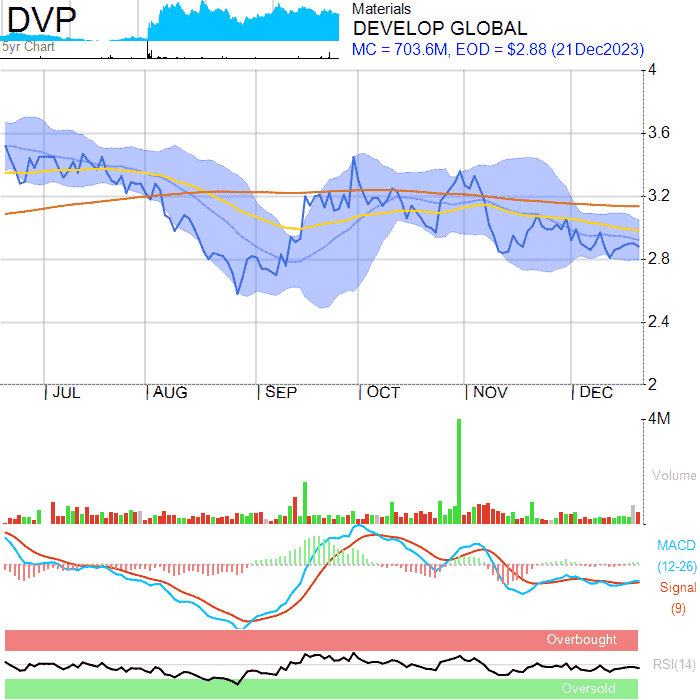 DVP
5yr Chart
Materials
DEVELOP GLOBAL
MC = 703.6M, EOD = $2.88 (21Dec2023)
4
3.6
3.2
2.8
2.4
2
JUL
AUG
SEP
OCT
NOV
DEC
4M
Volume
MACD
(12-26)
Signal
(9)
Overbought
RSI(14)
Oversold